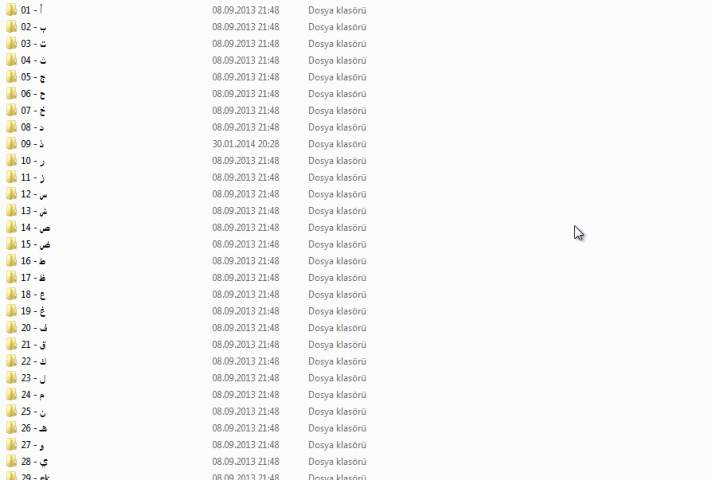 01 - أ 08.09.2013 21:48 Dosya klasörü
02 - ب 08.09.2013 21:48 Dosya klasörü
03 - ت 08.09.2013 21:48 Dosya klasörü
04 - ث 08.09.2013 21:48 Dosya klasörü
05 - ج 08.09.2013 21:48 Dosya klasörü
06 - ح 08.09.2013 21:48 Dosya klasörü
07 - خ 08.09.2013 21:48 Dosya klasörü
08 - د 08.09.2013 21:48 Dosya klasörü
09 - ذ 30.01.2014 20:28 Dosya klasörü
10 - ر 08.09.2013 21:48 Dosya klasörü
11 - ز 08.09.2013 21:48 Dosya klasörü
12 - س 08.09.2013 21:48 Dosya klasörü
13 - ش 08.09.2013 21:48 Dosya klasörü
14 - ص 08.09.2013 21:48 Dosya klasörü
15 - ض 08.09.2013 21:48 Dosya klasörü
16 - ط 08.09.2013 21:48 Dosya klasörü
17 - ظ 08.09.2013 21:48 Dosya klasörü
18 - ع 08.09.2013 21:48 Dosya klasörü
19 - غ 08.09.2013 21:48 Dosya klasörü
20 - ف 08.09.2013 21:48 Dosya klasörü
21 - ق 08.09.2013 21:48 Dosya klasörü
22 - ك 08.09.2013 21:48 Dosya klasörü
23 - ل 08.09.2013 21:48 Dosya klasörü
24 - م 08.09.2013 21:48 Dosya klasörü
25 - ن 08.09.2013 21:48 Dosya klasörü
26 - هـ 08.09.2013 21:48 Dosya klasörü
27 - و 08.09.2013 21:48 Dosya klasörü
28 - ي 08.09.2013 21:48 Dosya klasörü
29 - ek 08.09.2013 21:48 Dosya klasörü